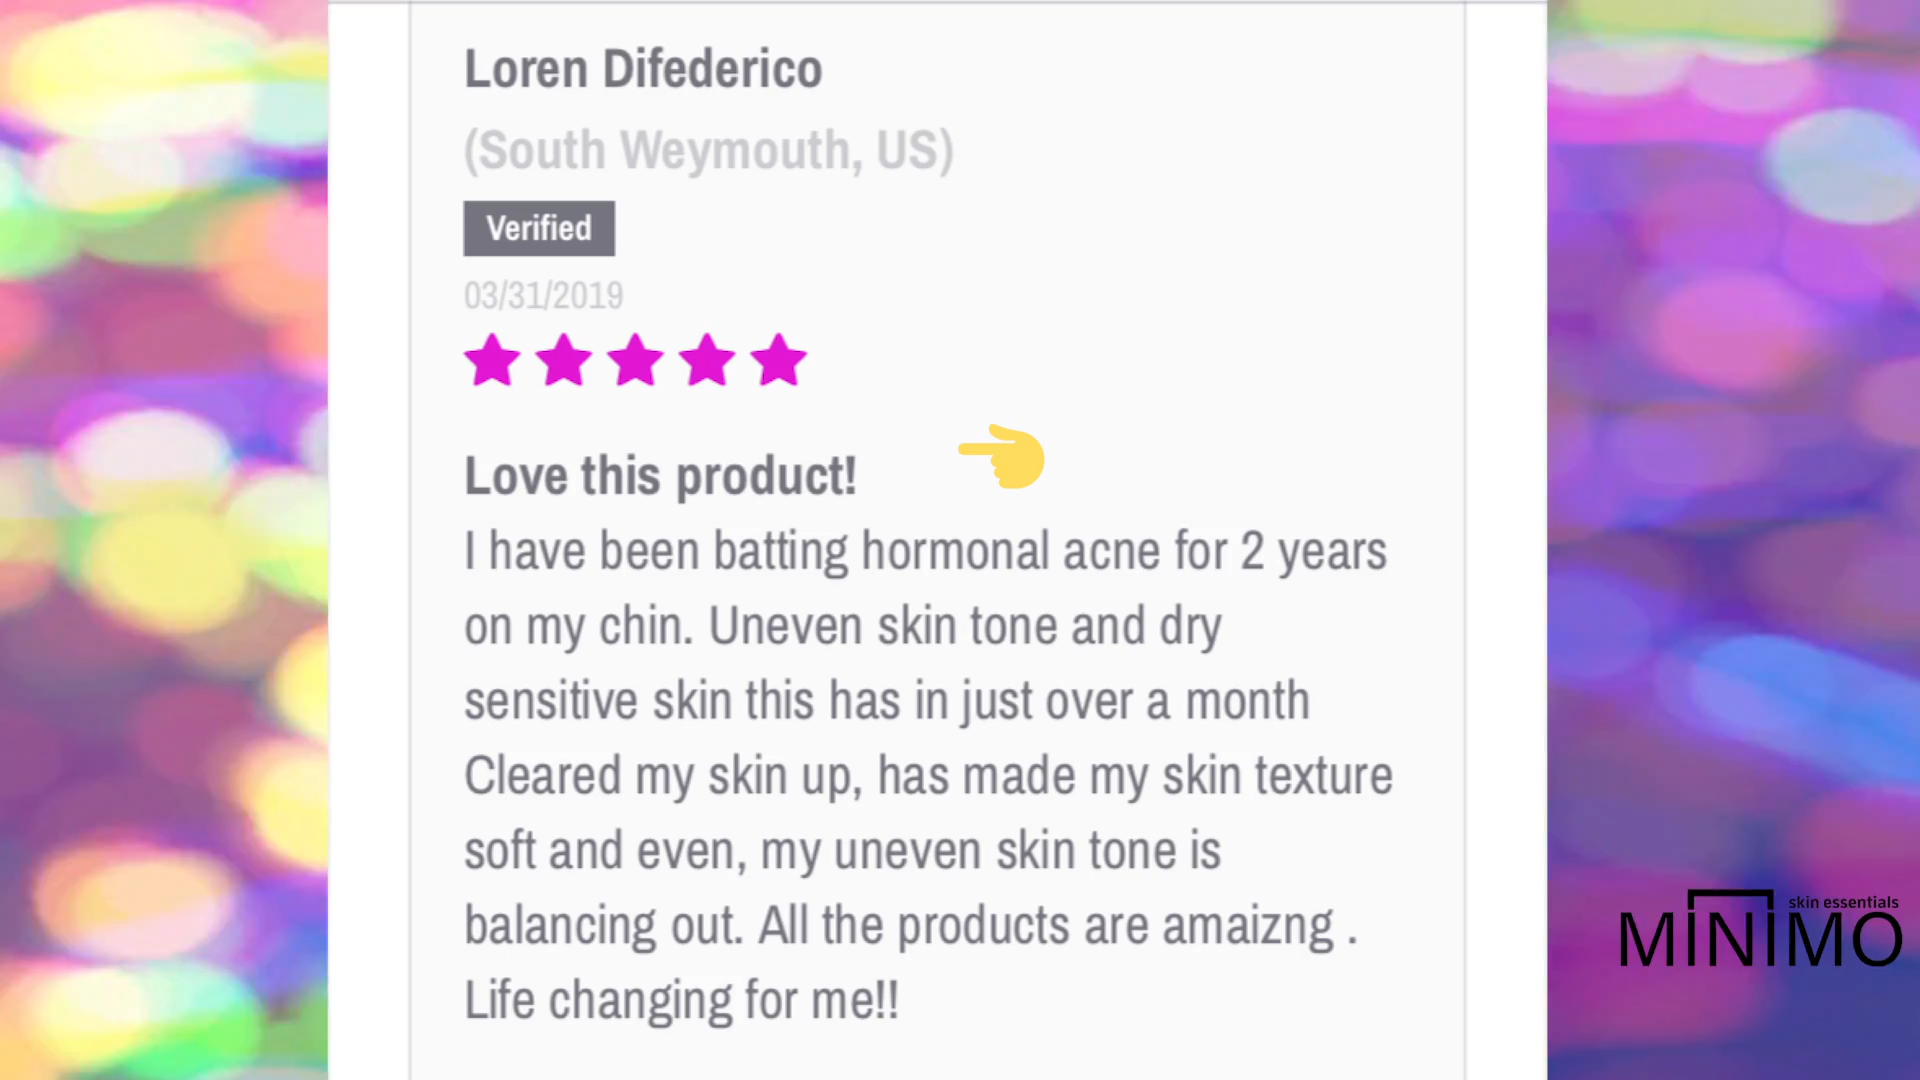 Loren Difederico
(South Weymouth, US)
Verified
03/31/2019
Love this product!
I have been batting hormonal acne for 2 years
on my chin. Uneven skin tone and dry
sensitive skin this has in just over a month
Cleared my skin up, has made my skin texture
soft and even, my uneven skin tone is
balancing out. All the products are amaizng .
Life changing for me!!
skin essentials
MINIMO